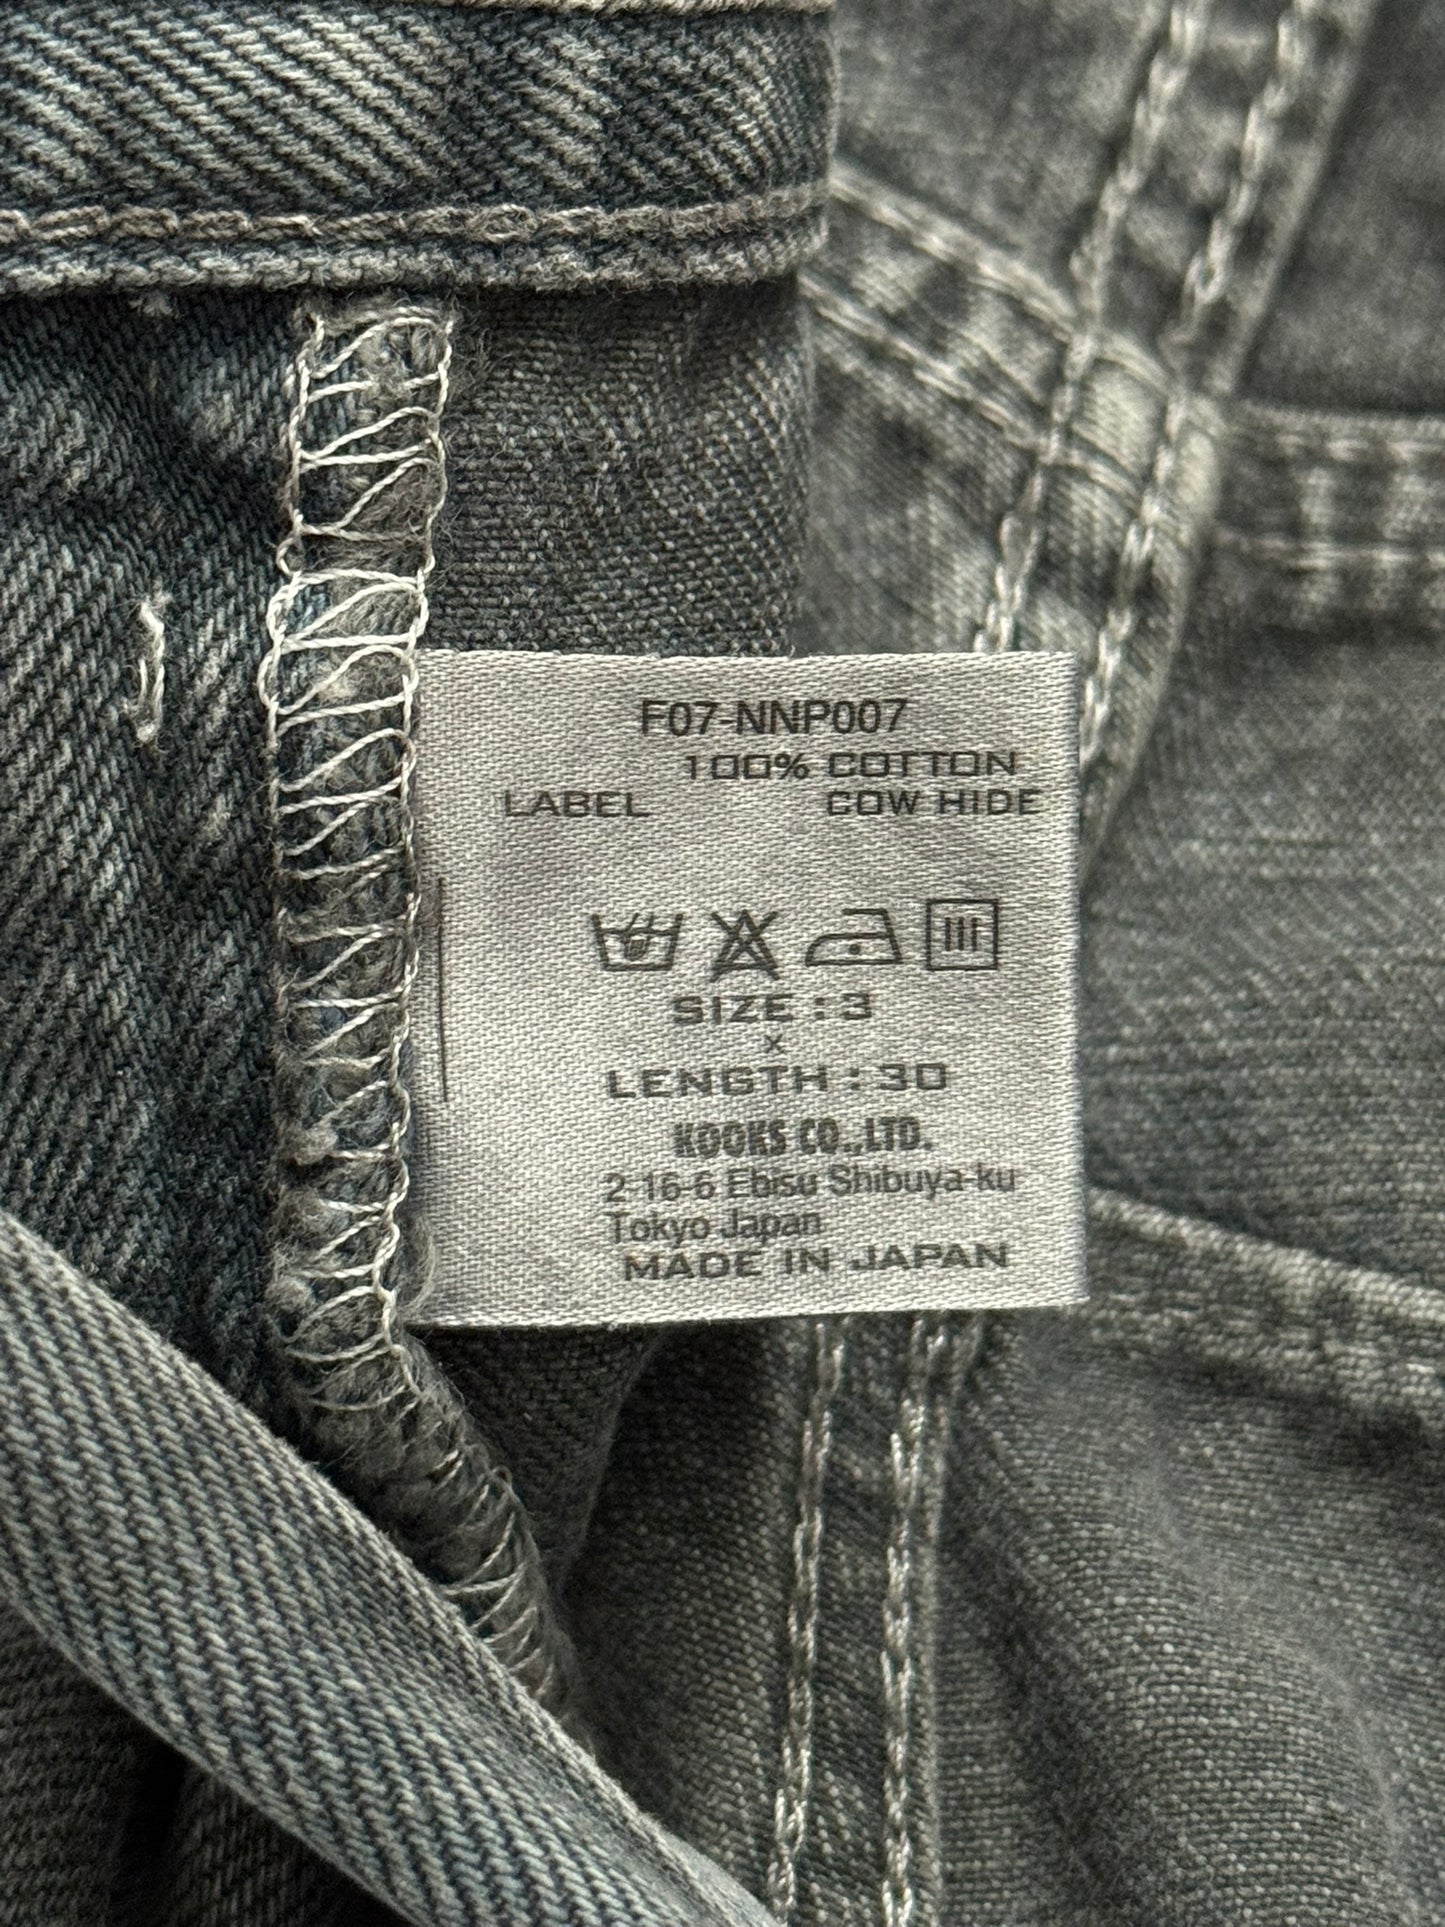 F07-NNP007
100% COTTON
LABEL COW HIDE
SIZE : 3
x
LENGTH : 30
KOOKS CO.,LTD.
2-16-6 Ebisu Shibuya-ku
Tokyo Japan
MADE IN JAPAN